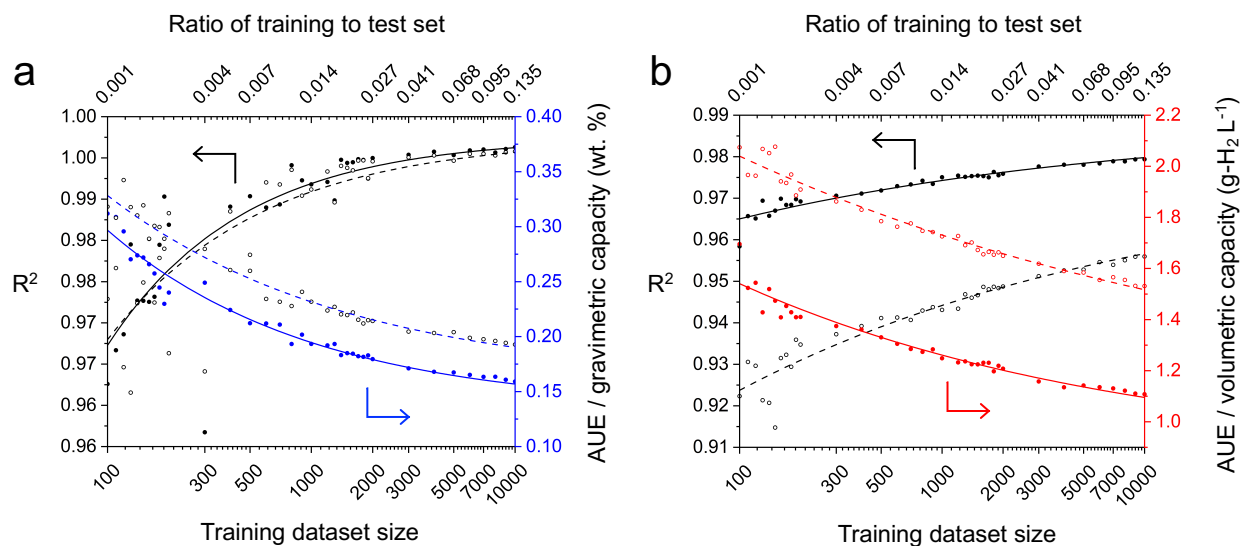 Ratio of training to test set
a
0.001 0.004 0.007 0.014 0.027 0.041 0.068 0.095 0.135
1.00
1.00
0.99
0.98
0.98
0.97
0.97
0.96
0.96
R²
0.40
0.35
0.30
0.25
0.20
0.15
0.10
AUE / gravimetric capacity (wt. %)
100 300 500 1000 2000 3000 5000 7000 10000
Training dataset size
Ratio of training to test set
b
0.001 0.004 0.007 0.014 0.027 0.041 0.068 0.095 0.135
0.99
0.98
0.97
0.96
0.95
0.94
0.93
0.92
0.91
R²
2.2
2.1
2.0
1.8
1.6
1.4
1.2
1.1
1.0
AUE / volumetric capacity (g-H₂ L⁻¹)
100 300 500 1000 2000 3000 5000 7000 10000
Training dataset size